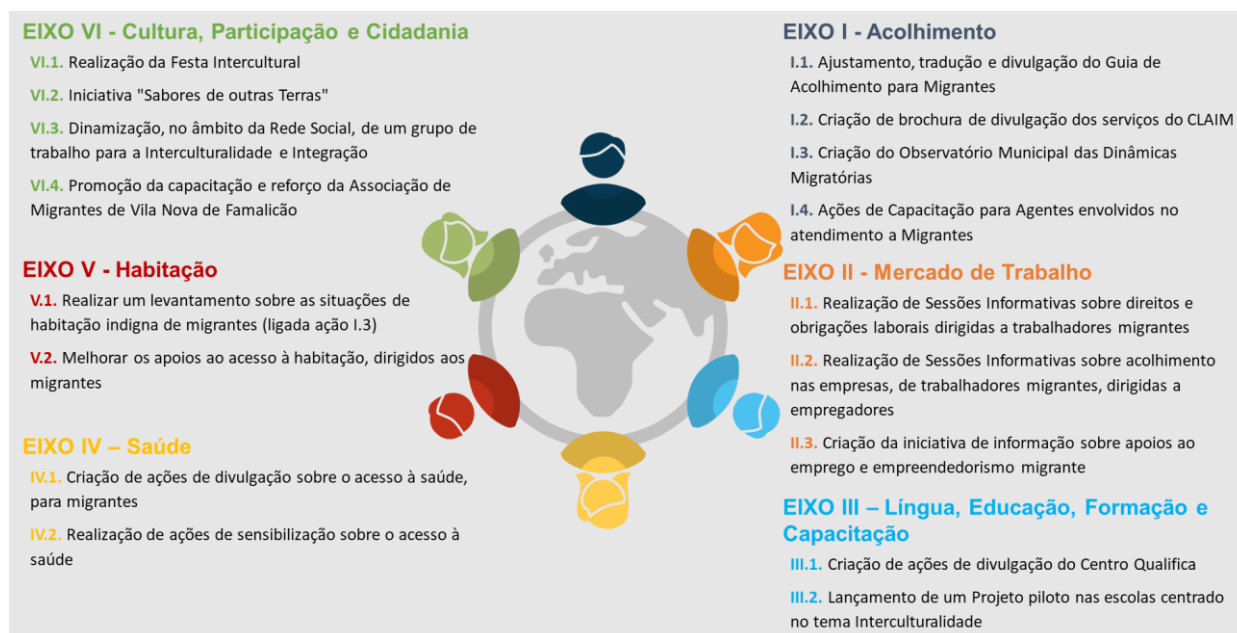 EIXO VI - Cultura, Participação e Cidadania
VI.1. Realização da Festa Intercultural
VI.2. Iniciativa "Sabores de outras Terras"
VI.3. Dinamização, no âmbito da Rede Social, de um grupo de
trabalho para a Interculturalidade e Integração
VI.4. Promoção da capacitação e reforço da Associação de
Migrantes de Vila Nova de Famalicão
EIXO V - Habitação
V.1. Realizar um levantamento sobre as situações de
habitação indigna de migrantes (ligada ação I.3)
V.2. Melhorar os apoios ao acesso à habitação, dirigidos aos
migrantes
EIXO IV – Saúde
IV.1. Criação de ações de divulgação sobre o acesso à saúde,
para migrantes
IV.2. Realização de ações de sensibilização sobre o acesso à
saúde
EIXO I - Acolhimento
I.1. Ajustamento, tradução e divulgação do Guia de
Acolhimento para Migrantes
I.2. Criação de brochura de divulgação dos serviços do CLAIM
I.3. Criação do Observatório Municipal das Dinâmicas
Migratórias
I.4. Ações de Capacitação para Agentes envolvidos no
atendimento a Migrantes
EIXO II - Mercado de Trabalho
II.1. Realização de Sessões Informativas sobre direitos e
obrigações laborais dirigidas a trabalhadores migrantes
II.2. Realização de Sessões Informativas sobre acolhimento
nas empresas, de trabalhadores migrantes, dirigidas a
empregadores
II.3. Criação da iniciativa de informação sobre apoios ao
emprego e empreendedorismo migrante
EIXO III – Língua, Educação, Formação e
Capacitação
III.1. Criação de ações de divulgação do Centro Qualifica
III.2. Lançamento de um Projeto piloto nas escolas centrado
no tema Interculturalidade